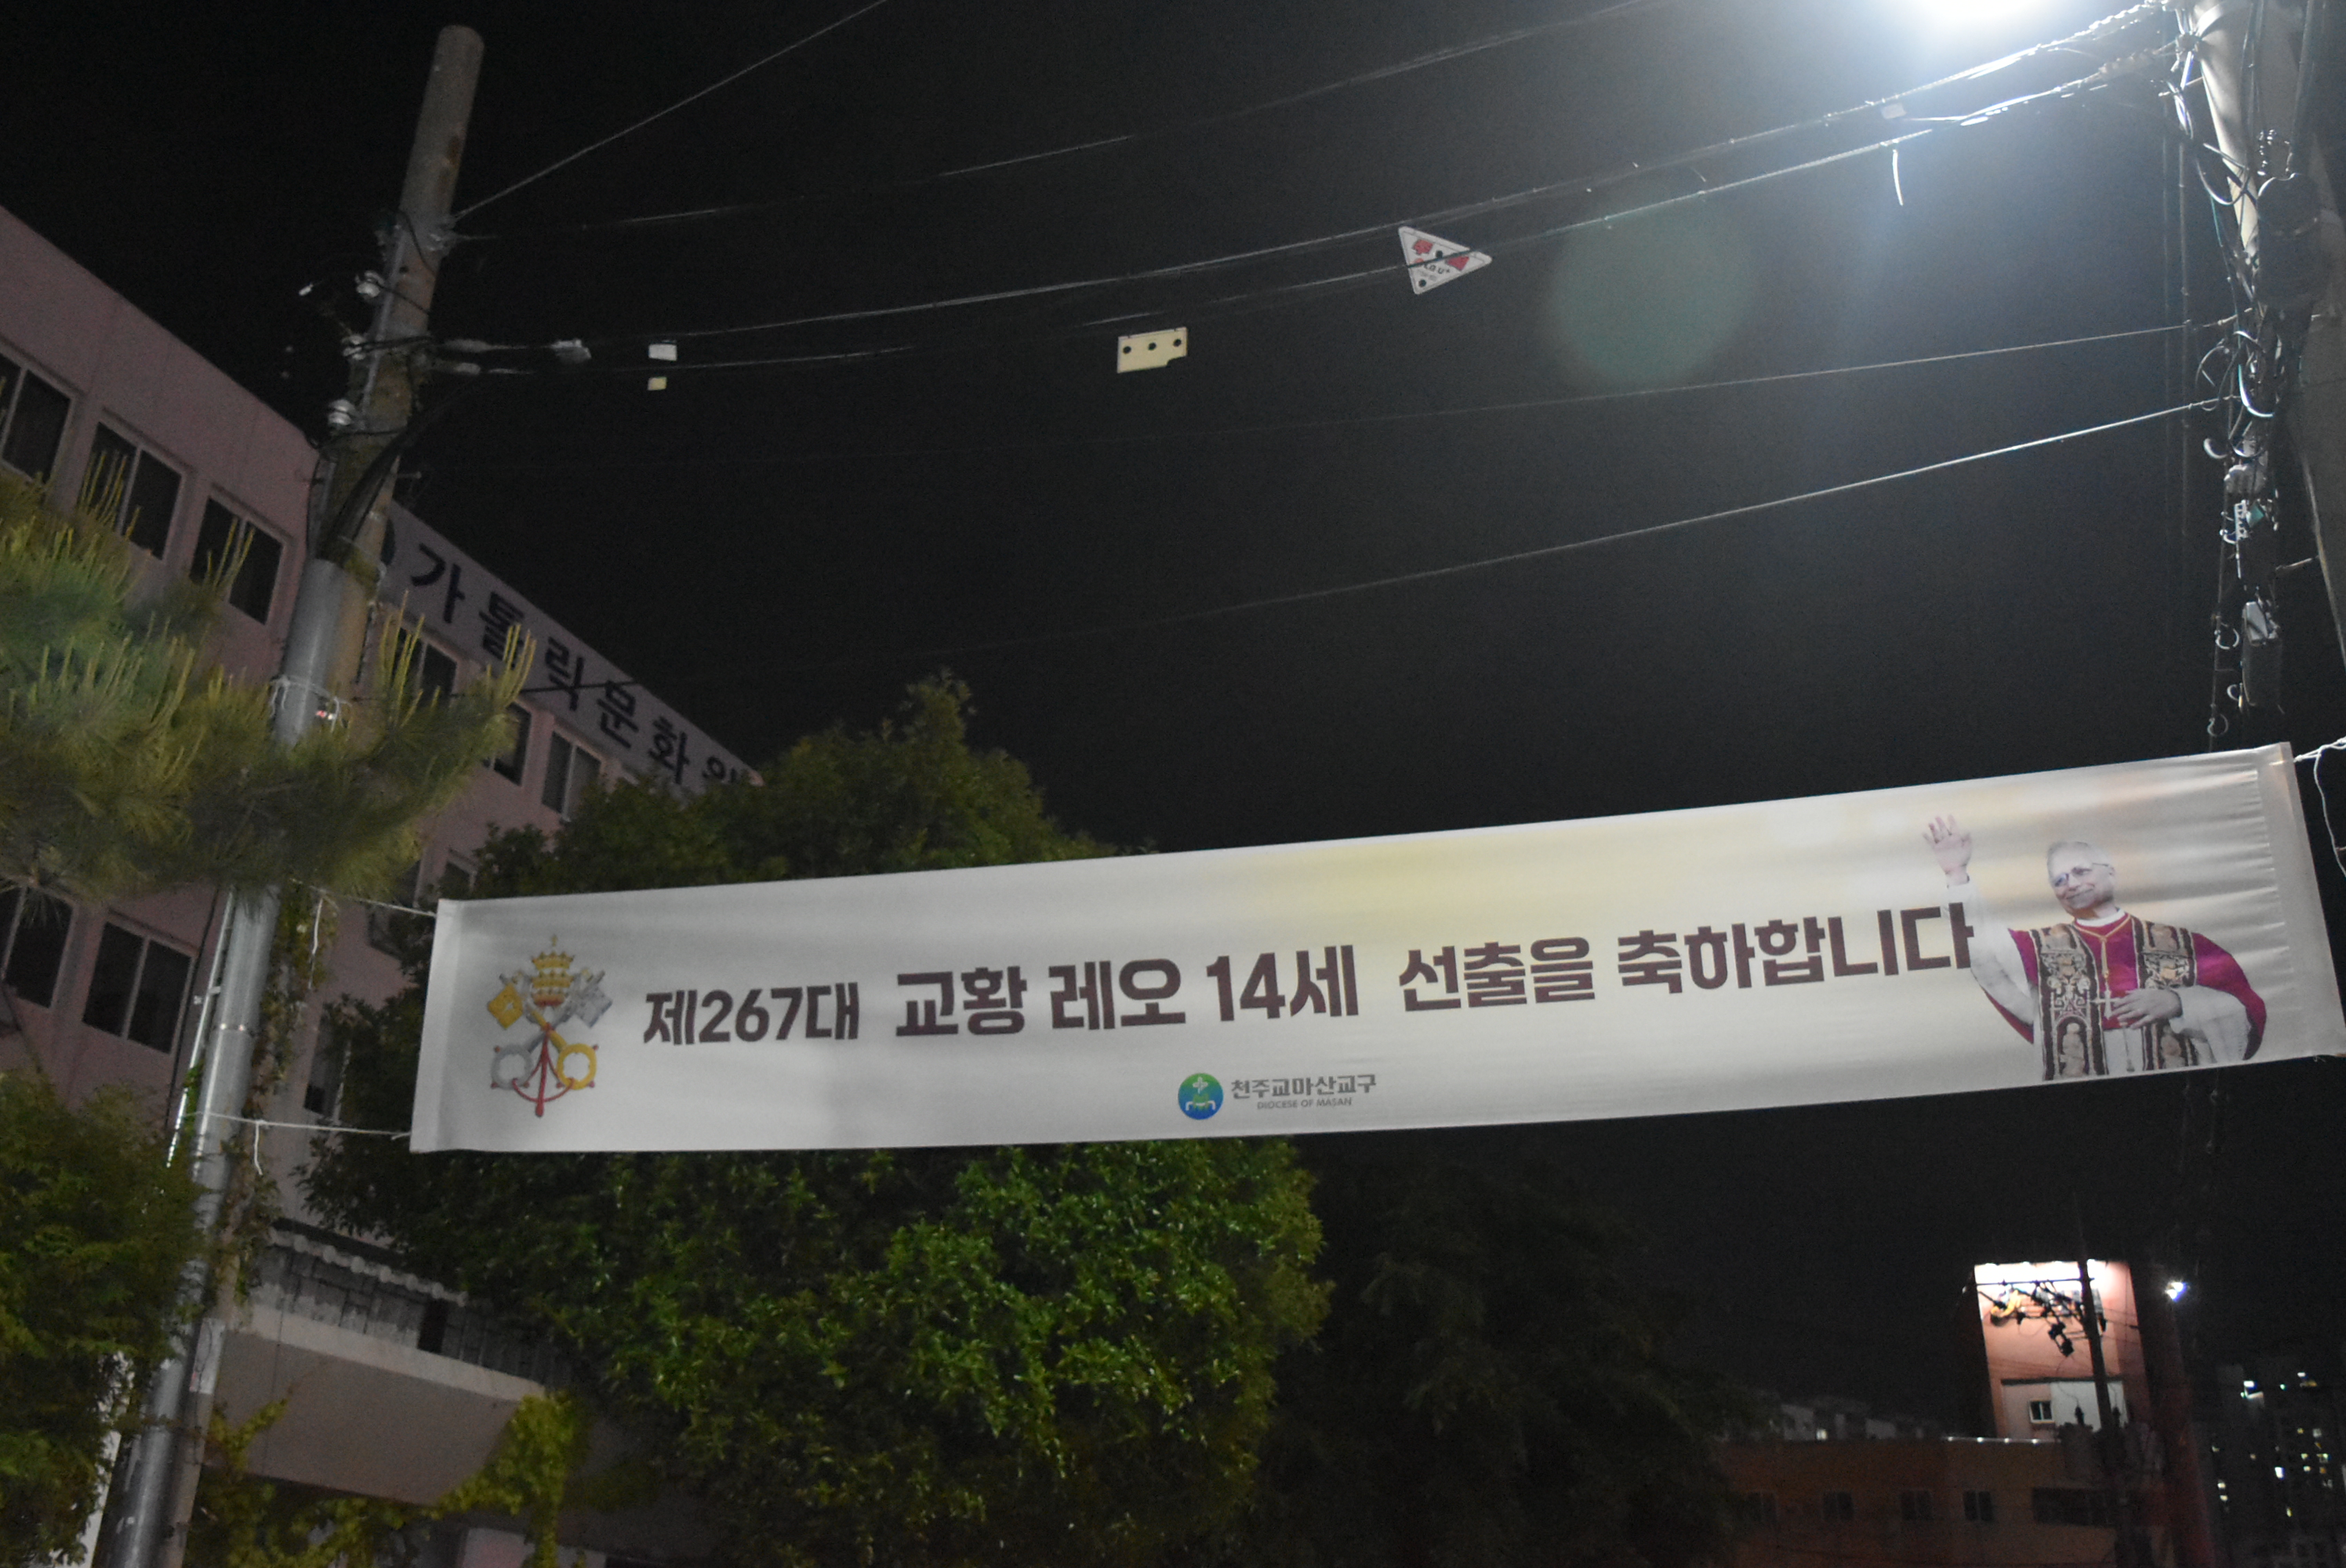 가톨릭문화원
제267대 교황 레오 14세 선출을 축하합니다
천주교마산교구
DIOCESE OF MASAN